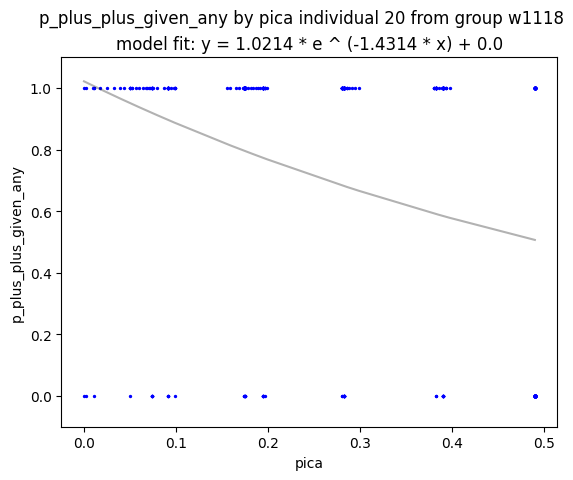 p_plus_plus_given_any by pica individual 20 from group w1118
model fit: y = 1.0214 * e ^ (-1.4314 * x) + 0.0
p_plus_plus_given_any
1.0
0.8
0.6
0.4
0.2
0.0
0.0 0.1 0.2 0.3 0.4 0.5
pica